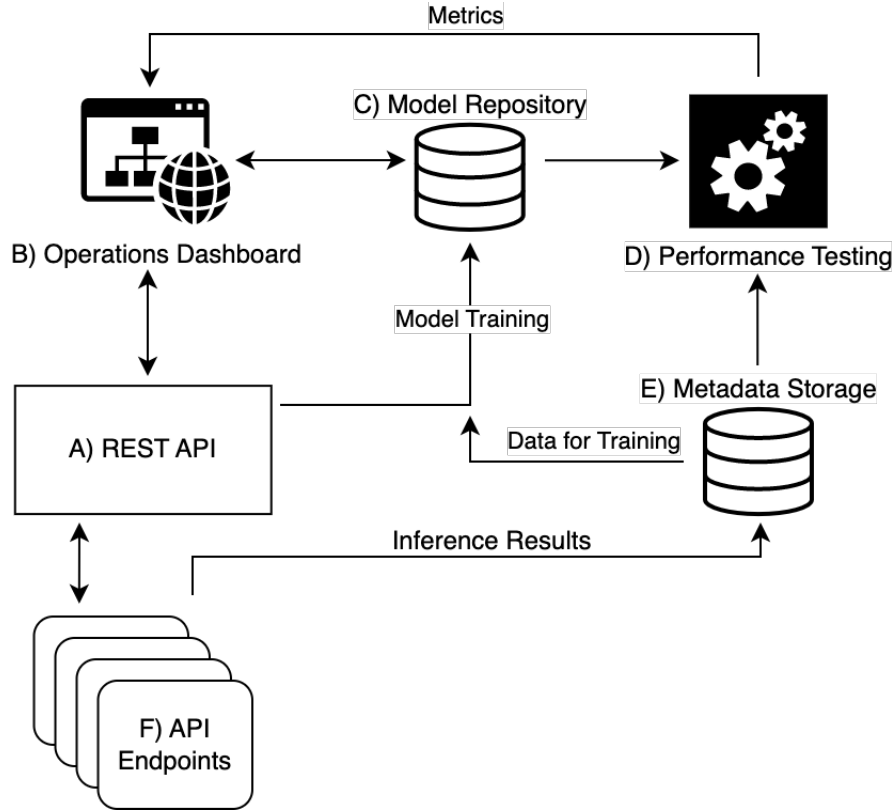 Metrics
C) Model Repository
B) Operations Dashboard
D) Performance Testing
Model Training
E) Metadata Storage
A) REST API
Data for Training
Inference Results
F) API
Endpoints